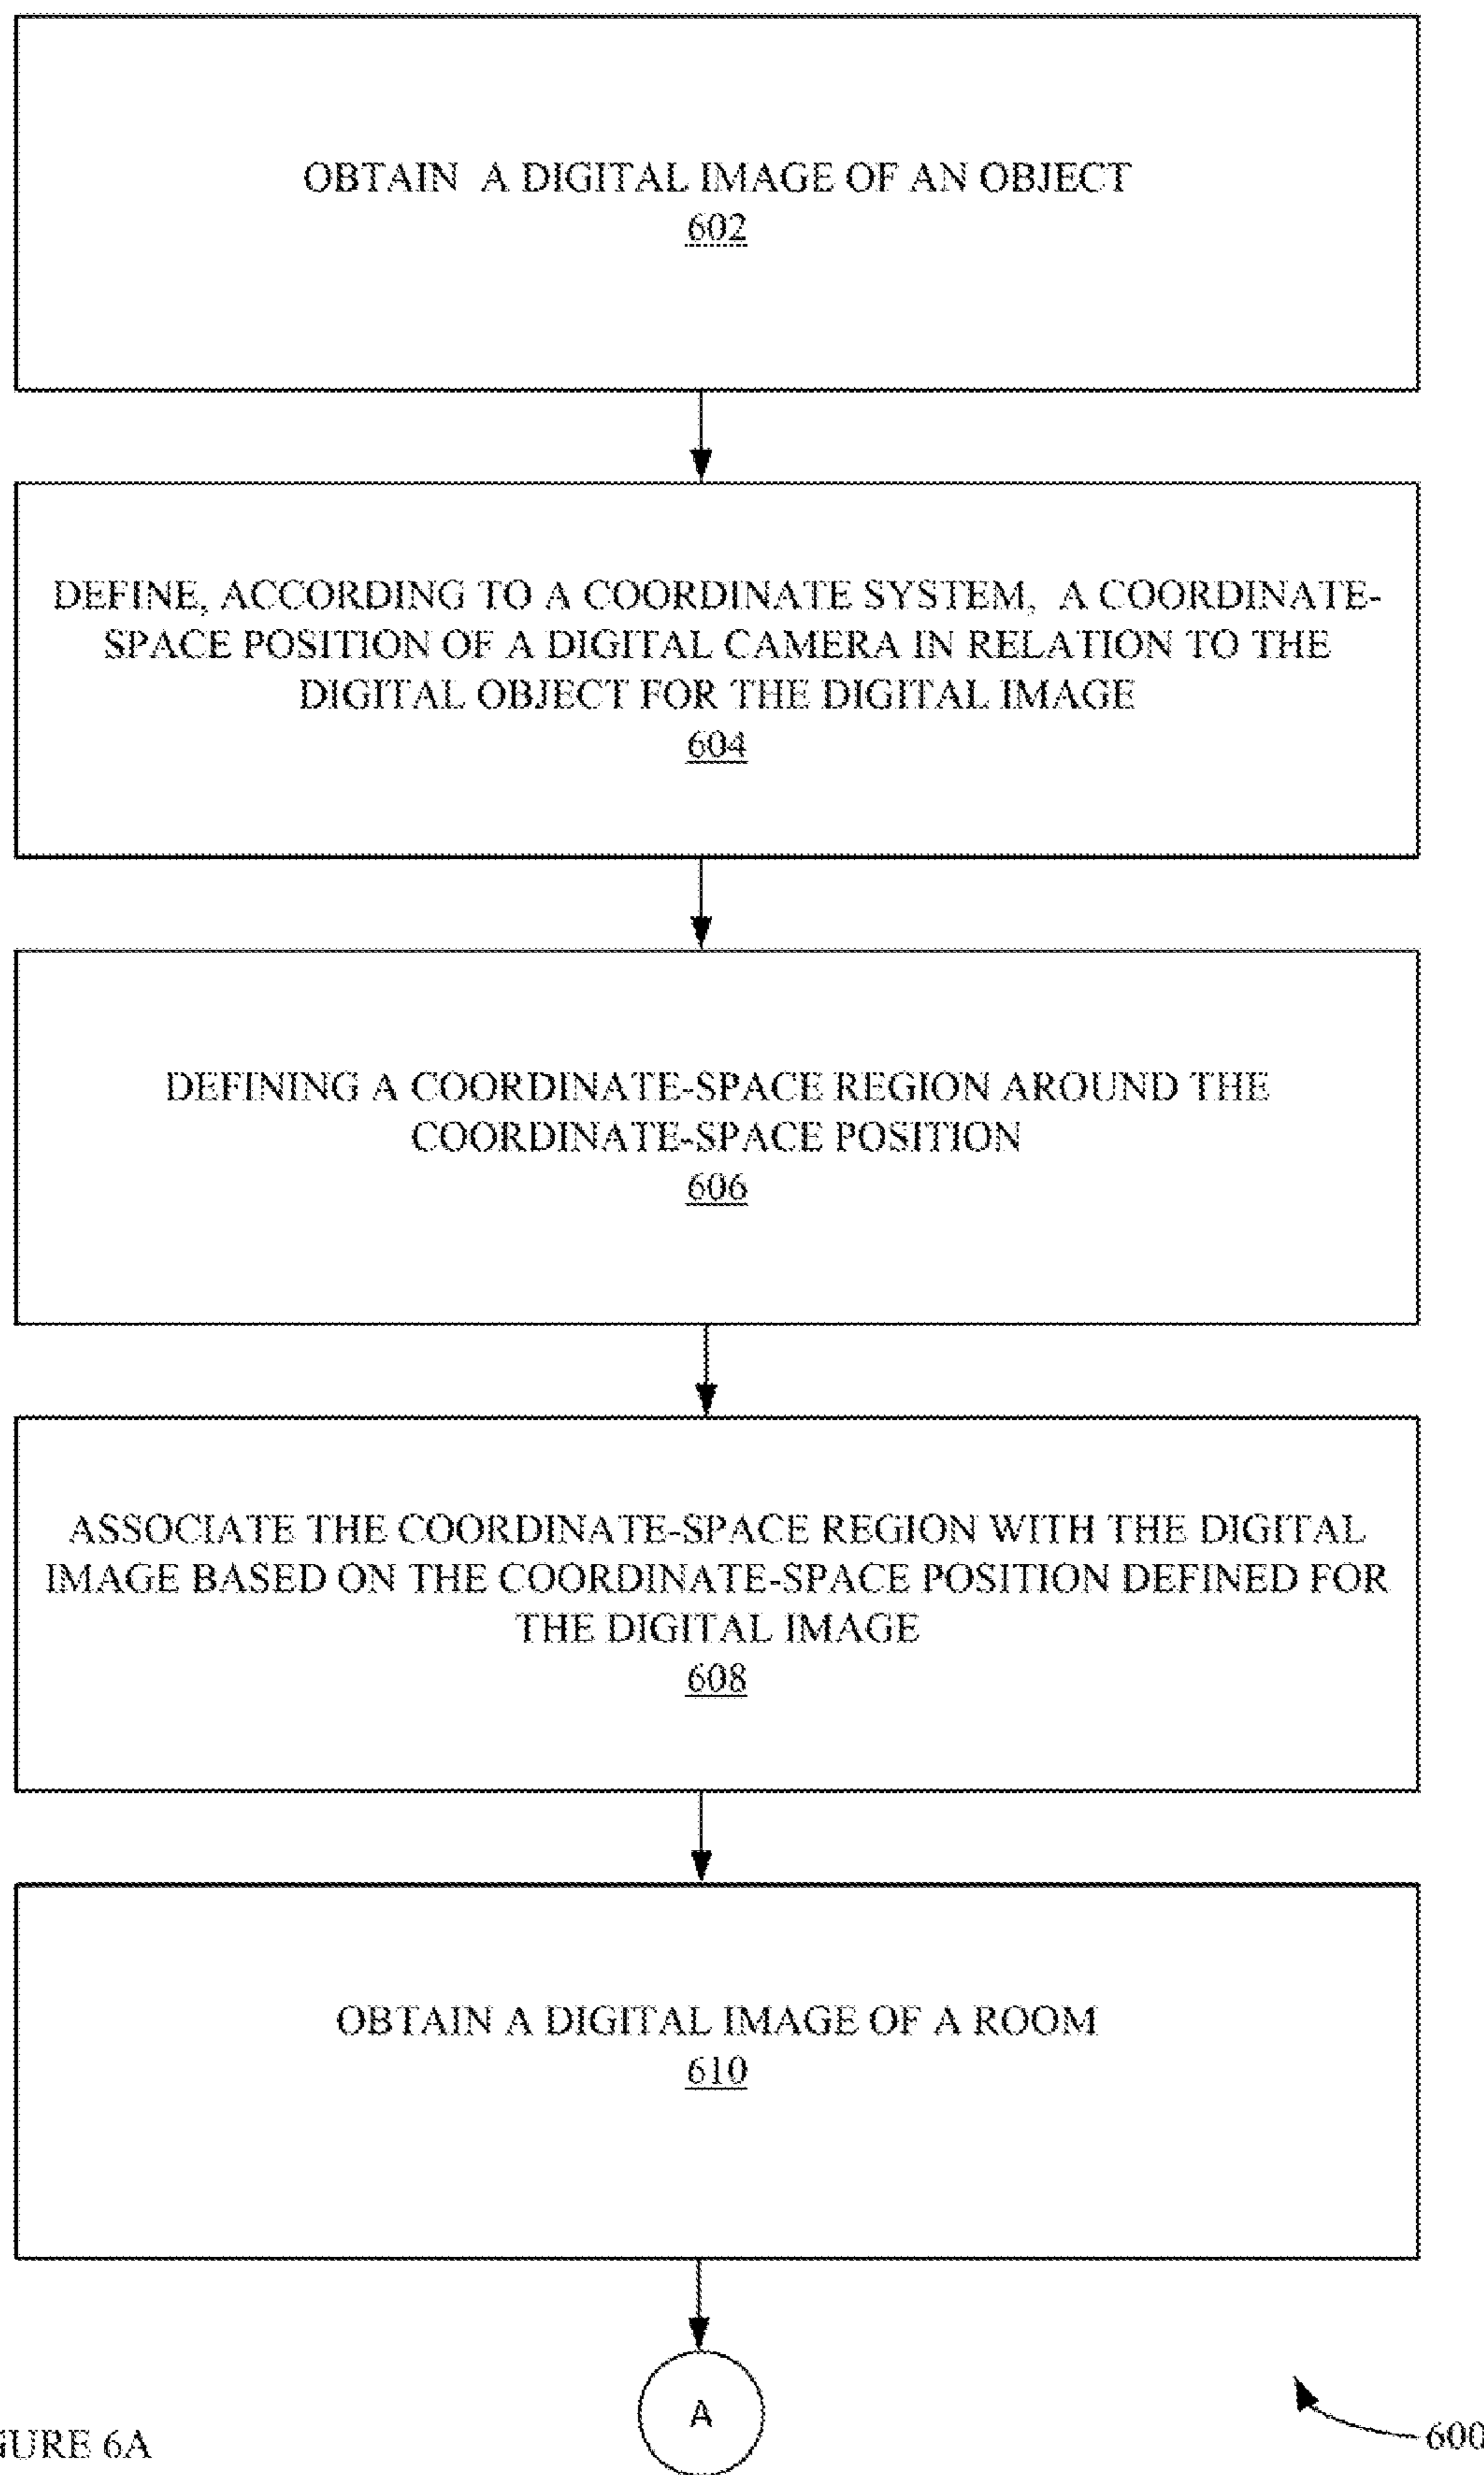 OBTAIN A DIGITAL IMAGE OF AN OBJECT
602
DEFINE, ACCORDING TO A COORDINATE SYSTEM, A COORDINATE-
SPACE POSITION OF A DIGITAL CAMERA IN RELATION TO THE
DIGITAL OBJECT FOR THE DIGITAL IMAGE
604
DEFINING A COORDINATE-SPACE REGION AROUND THE
COORDINATE-SPACE POSITION
606
ASSOCIATE THE COORDINATE-SPACE REGION WITH THE DIGITAL
IMAGE BASED ON THE COORDINATE-SPACE POSITION DEFINED FOR
THE DIGITAL IMAGE
608
OBTAIN A DIGITAL IMAGE OF A ROOM
610
A
600
GURE 6A